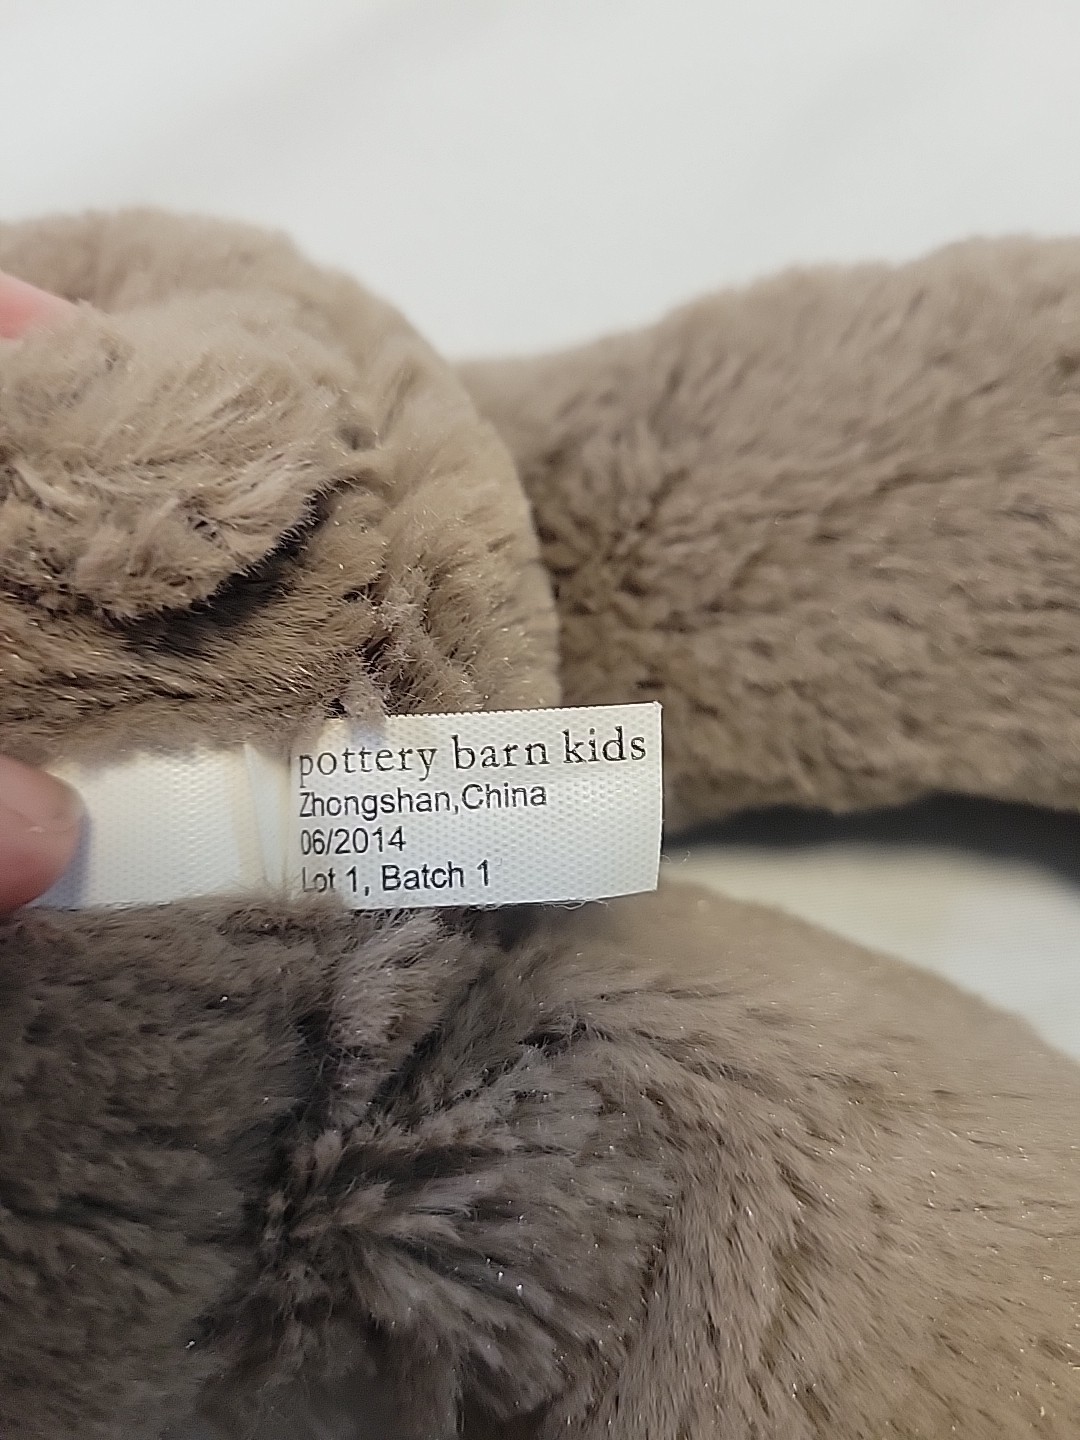 pottery barn kids
Zhongshan,China
06/2014
Lot 1, Batch 1